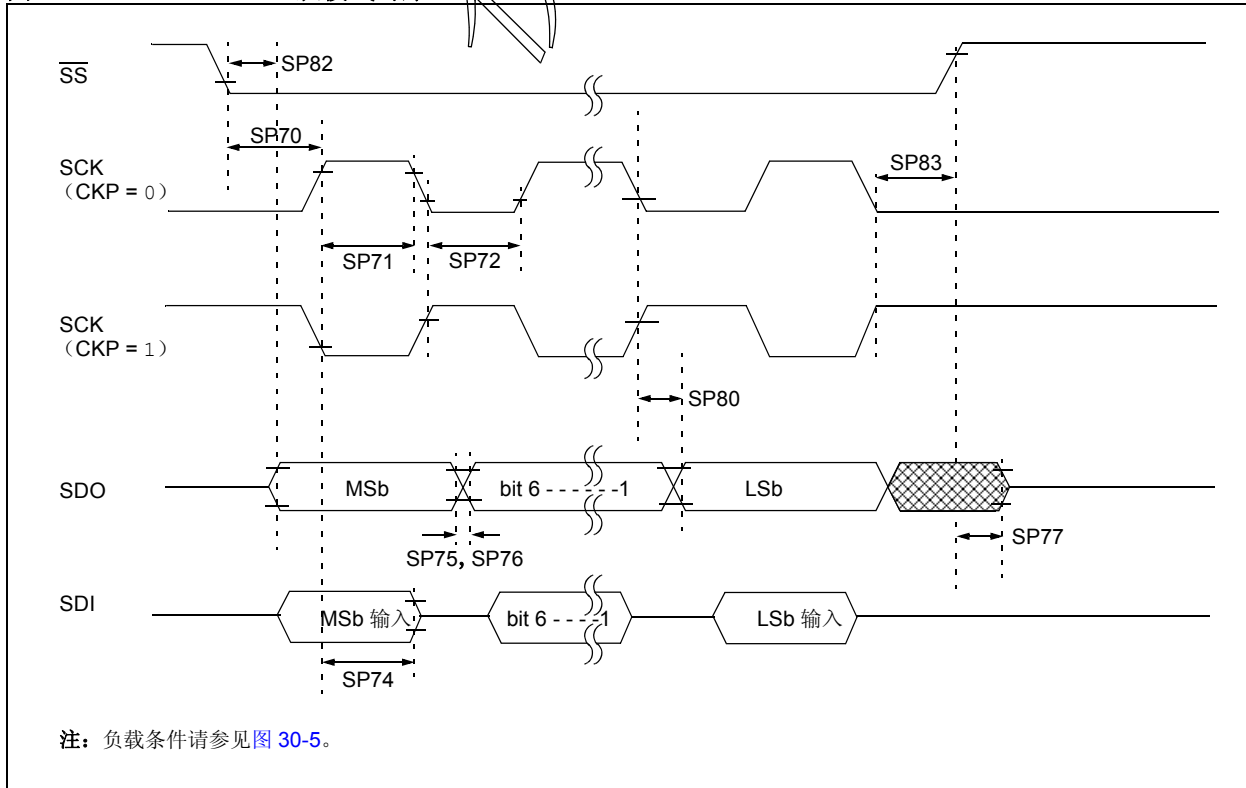 SS
SP82
SP70
SCK
（CKP = 0）
SP83
SP71
SP72
SCK
（CKP = 1）
SP80
SDO
MSb
bit 6 - - - - - -1
LSb
SP77
SP75, SP76
SDI
MSb 输入
bit 6 - - - -1
LSb 输入
SP74
注：负载条件请参见图 30-5。